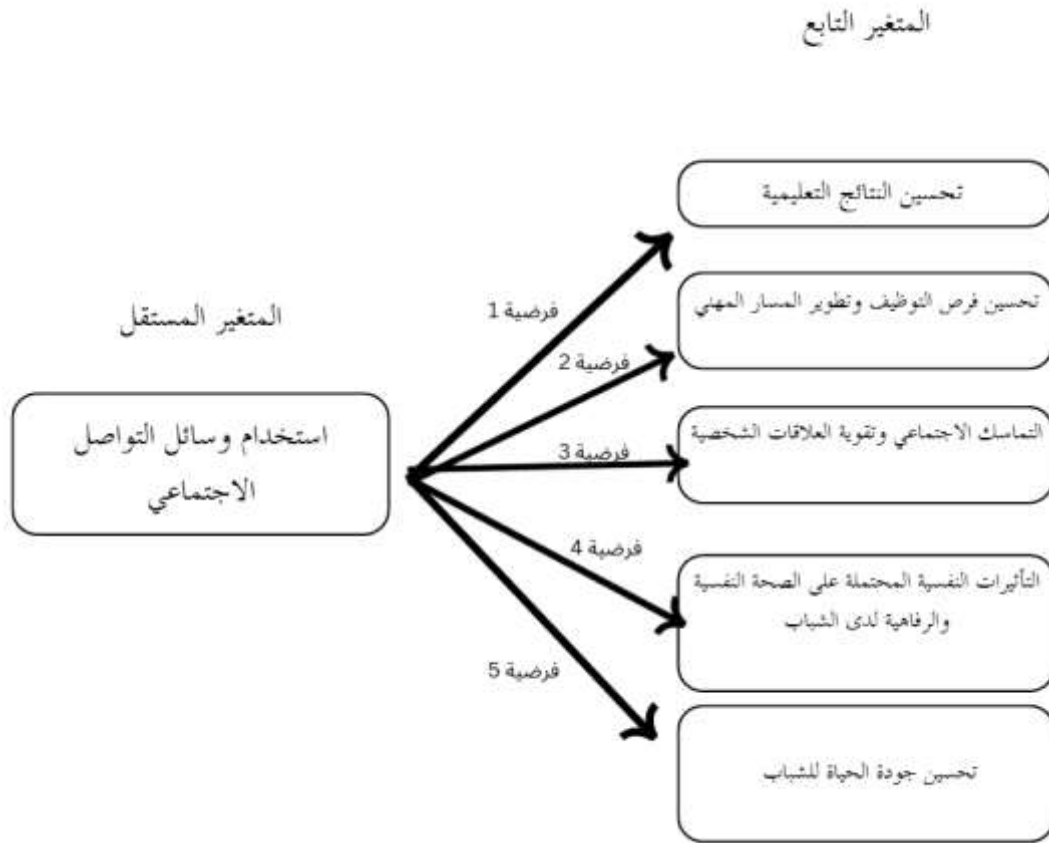 المتغير التابع
تحسين النتائج التعليمية
تحسين فرص التوظيف وتطوير المسار المهني
التماسك الاجتماعي وتقوية العلاقات الشخصية
التأثيرات النفسية المحتملة على الصحة النفسية
والرفاهية لدى الشباب
تحسين جودة الحياة للشباب
فرضية 1
فرضية 2
فرضية 3
فرضية 4
فرضية 5
المتغير المستقل
استخدام وسائل التواصل
الاجتماعي